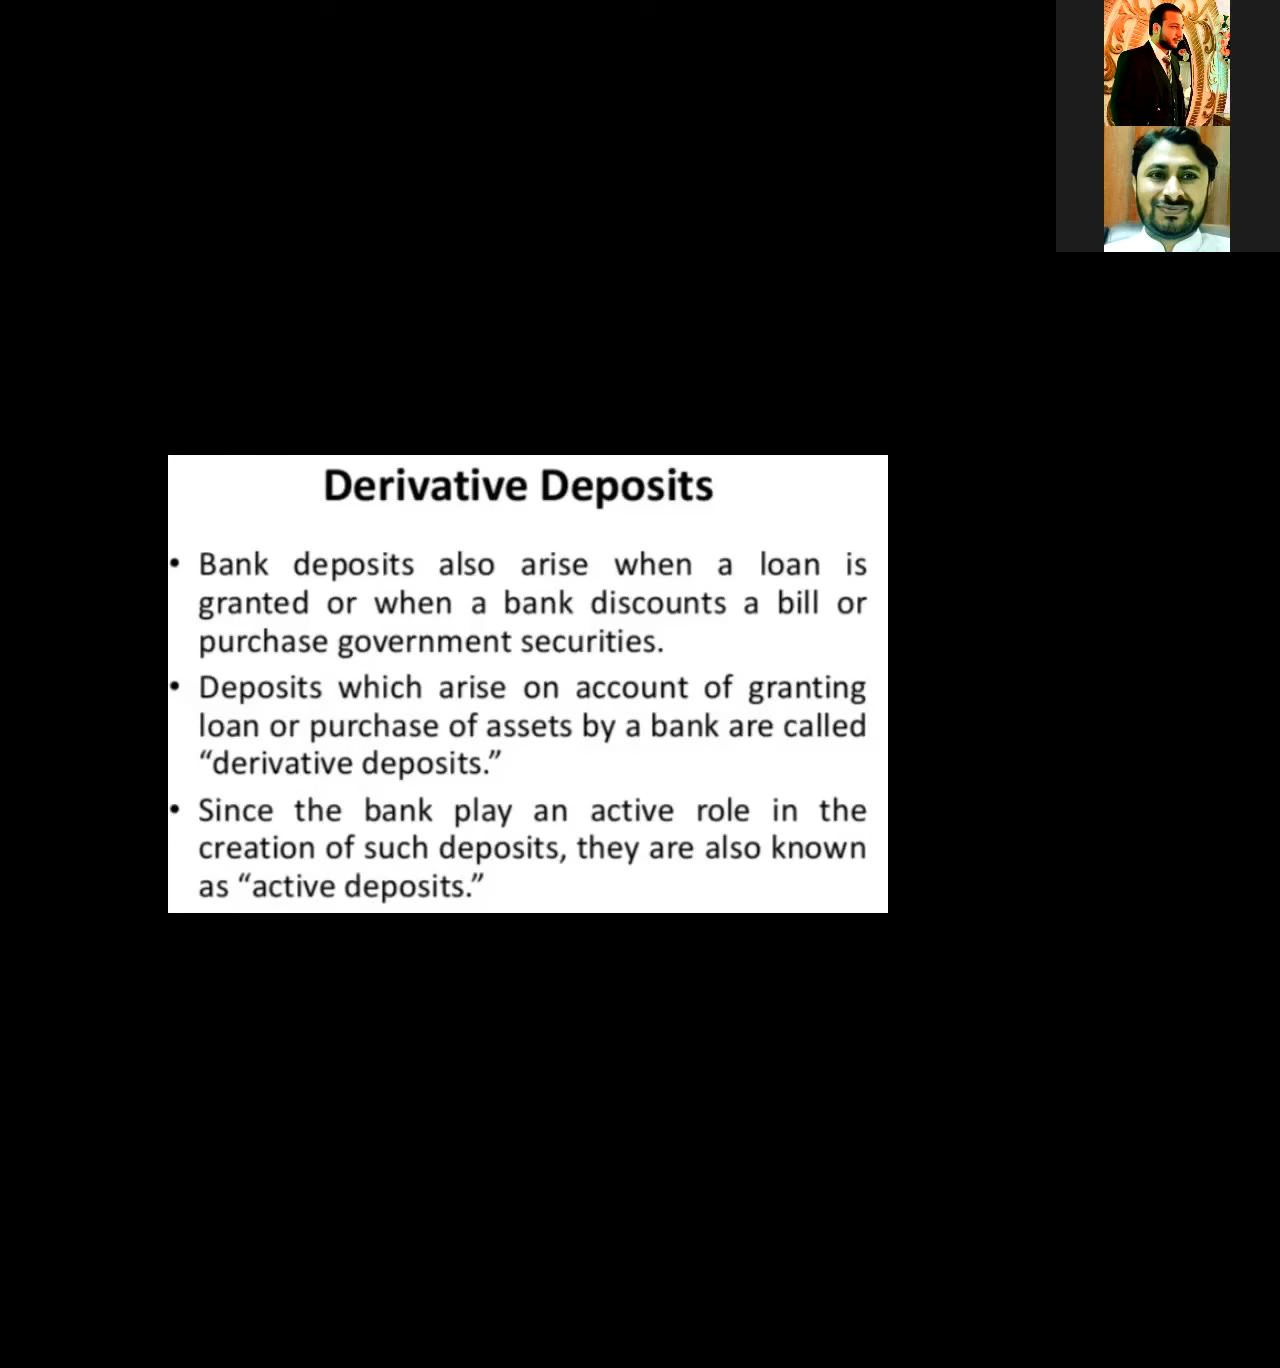 Derivative Deposits
• Bank deposits also arise when a loan is
granted or when a bank discounts a bill or
purchase government securities.
• Deposits which arise on account of granting
loan or purchase of assets by a bank are called
“derivative deposits.”
• Since the bank play an active role in the
creation of such deposits, they are also known
as “active deposits.”